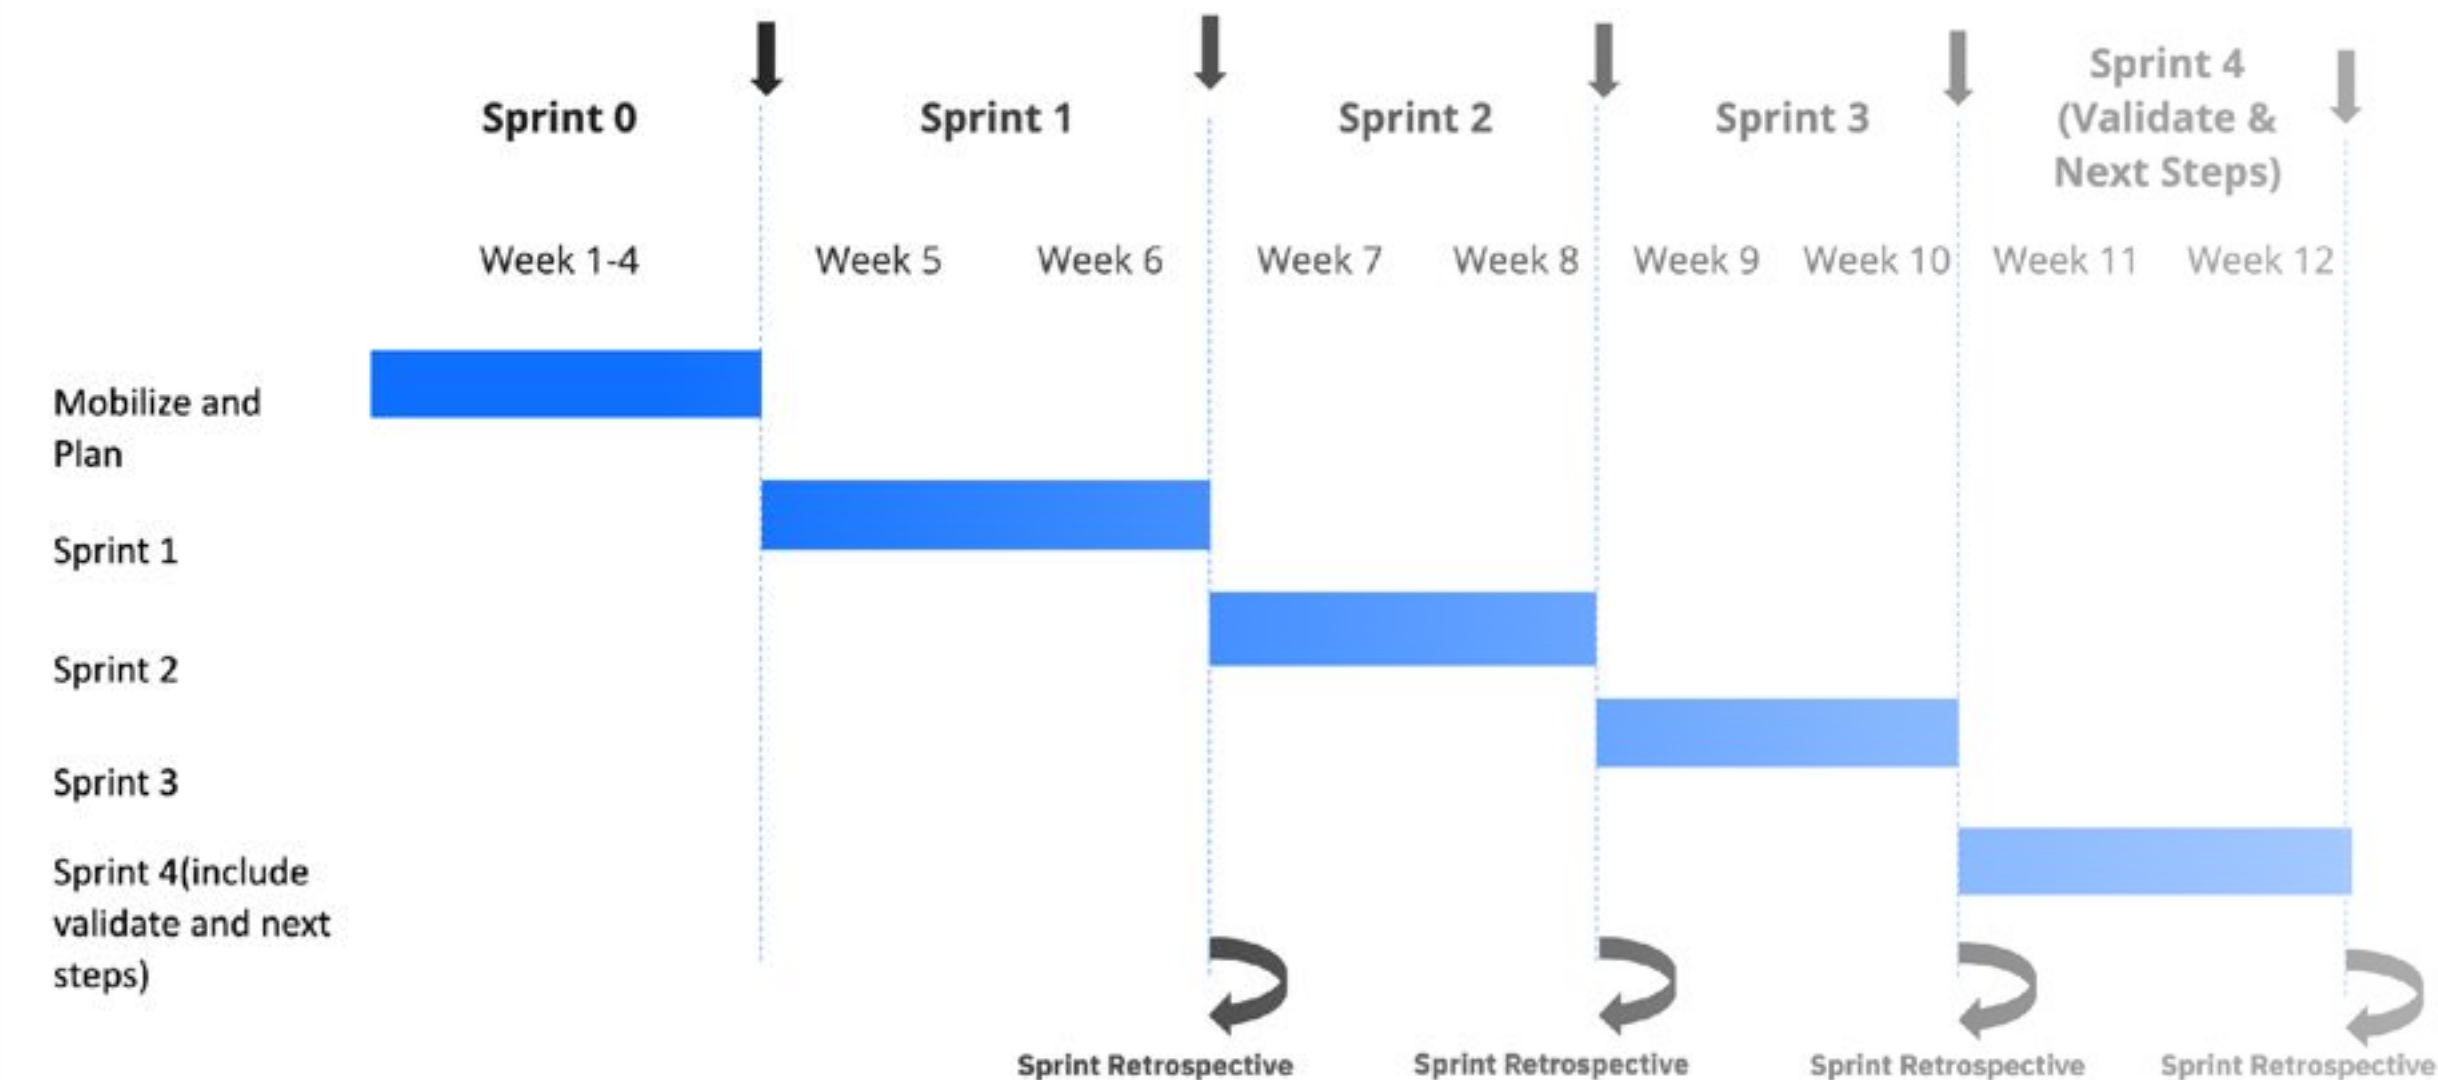 Sprint 0
Sprint 1
Sprint 2
Sprint 3
Sprint 4
(Validate &
Next Steps)
Week 1-4
Week 5
Week 6
Week 7
Week 8
Week 9
Week 10
Week 11
Week 12
Mobilize and
Plan
Sprint 1
Sprint 2
Sprint 3
Sprint 4(include
validate and next
steps)
Sprint Retrospective
Sprint Retrospective
Sprint Retrospective
Sprint Retrospective